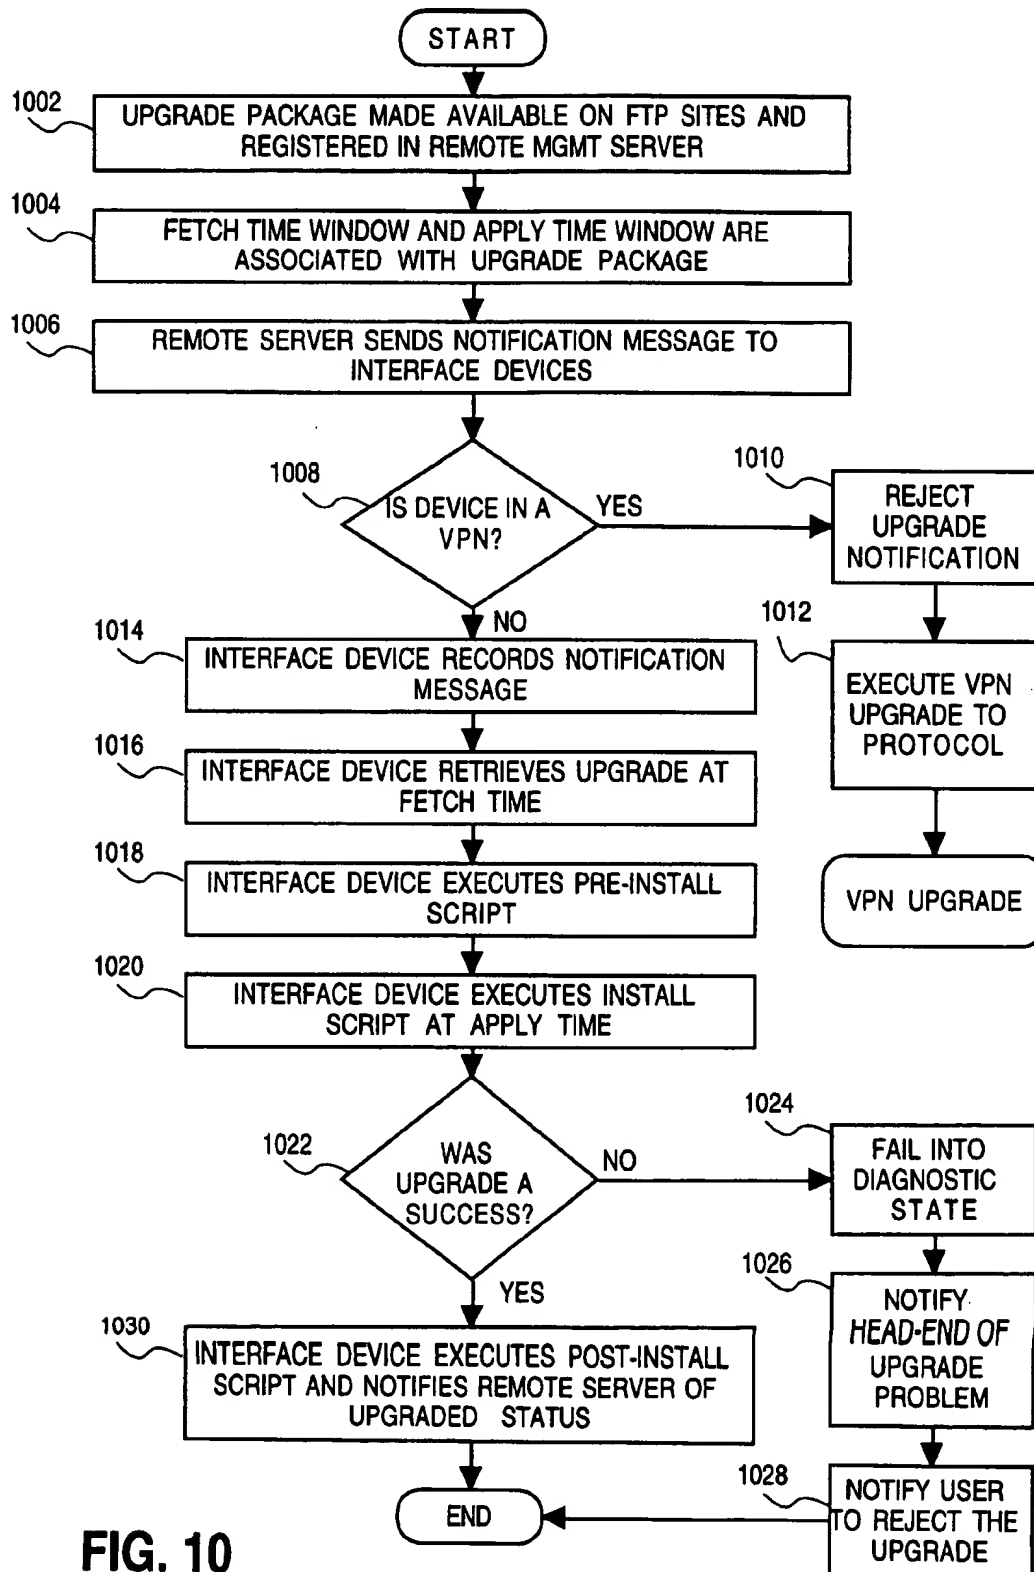 START
1002
UPGRADE PACKAGE MADE AVAILABLE ON FTP SITES AND
REGISTERED IN REMOTE MGMT SERVER
1004
FETCH TIME WINDOW AND APPLY TIME WINDOW ARE
ASSOCIATED WITH UPGRADE PACKAGE
1006
REMOTE SERVER SENDS NOTIFICATION MESSAGE TO
INTERFACE DEVICES
1008
IS DEVICE IN A
VPN?
YES
1010
REJECT
UPGRADE
NOTIFICATION
NO
1012
EXECUTE VPN
UPGRADE TO
PROTOCOL
VPN UPGRADE
1014
INTERFACE DEVICE RECORDS NOTIFICATION
MESSAGE
1016
INTERFACE DEVICE RETRIEVES UPGRADE AT
FETCH TIME
1018
INTERFACE DEVICE EXECUTES PRE-INSTALL
SCRIPT
1020
INTERFACE DEVICE EXECUTES INSTALL
SCRIPT AT APPLY TIME
1022
WAS
UPGRADE A
SUCCESS?
NO
1024
FAIL INTO
DIAGNOSTIC
STATE
1026
NOTIFY
HEAD-END OF
UPGRADE
PROBLEM
YES
1030
INTERFACE DEVICE EXECUTES POST-INSTALL
SCRIPT AND NOTIFIES REMOTE SERVER OF
UPGRADED STATUS
1028
NOTIFY USER
TO REJECT THE
UPGRADE
END
FIG. 10